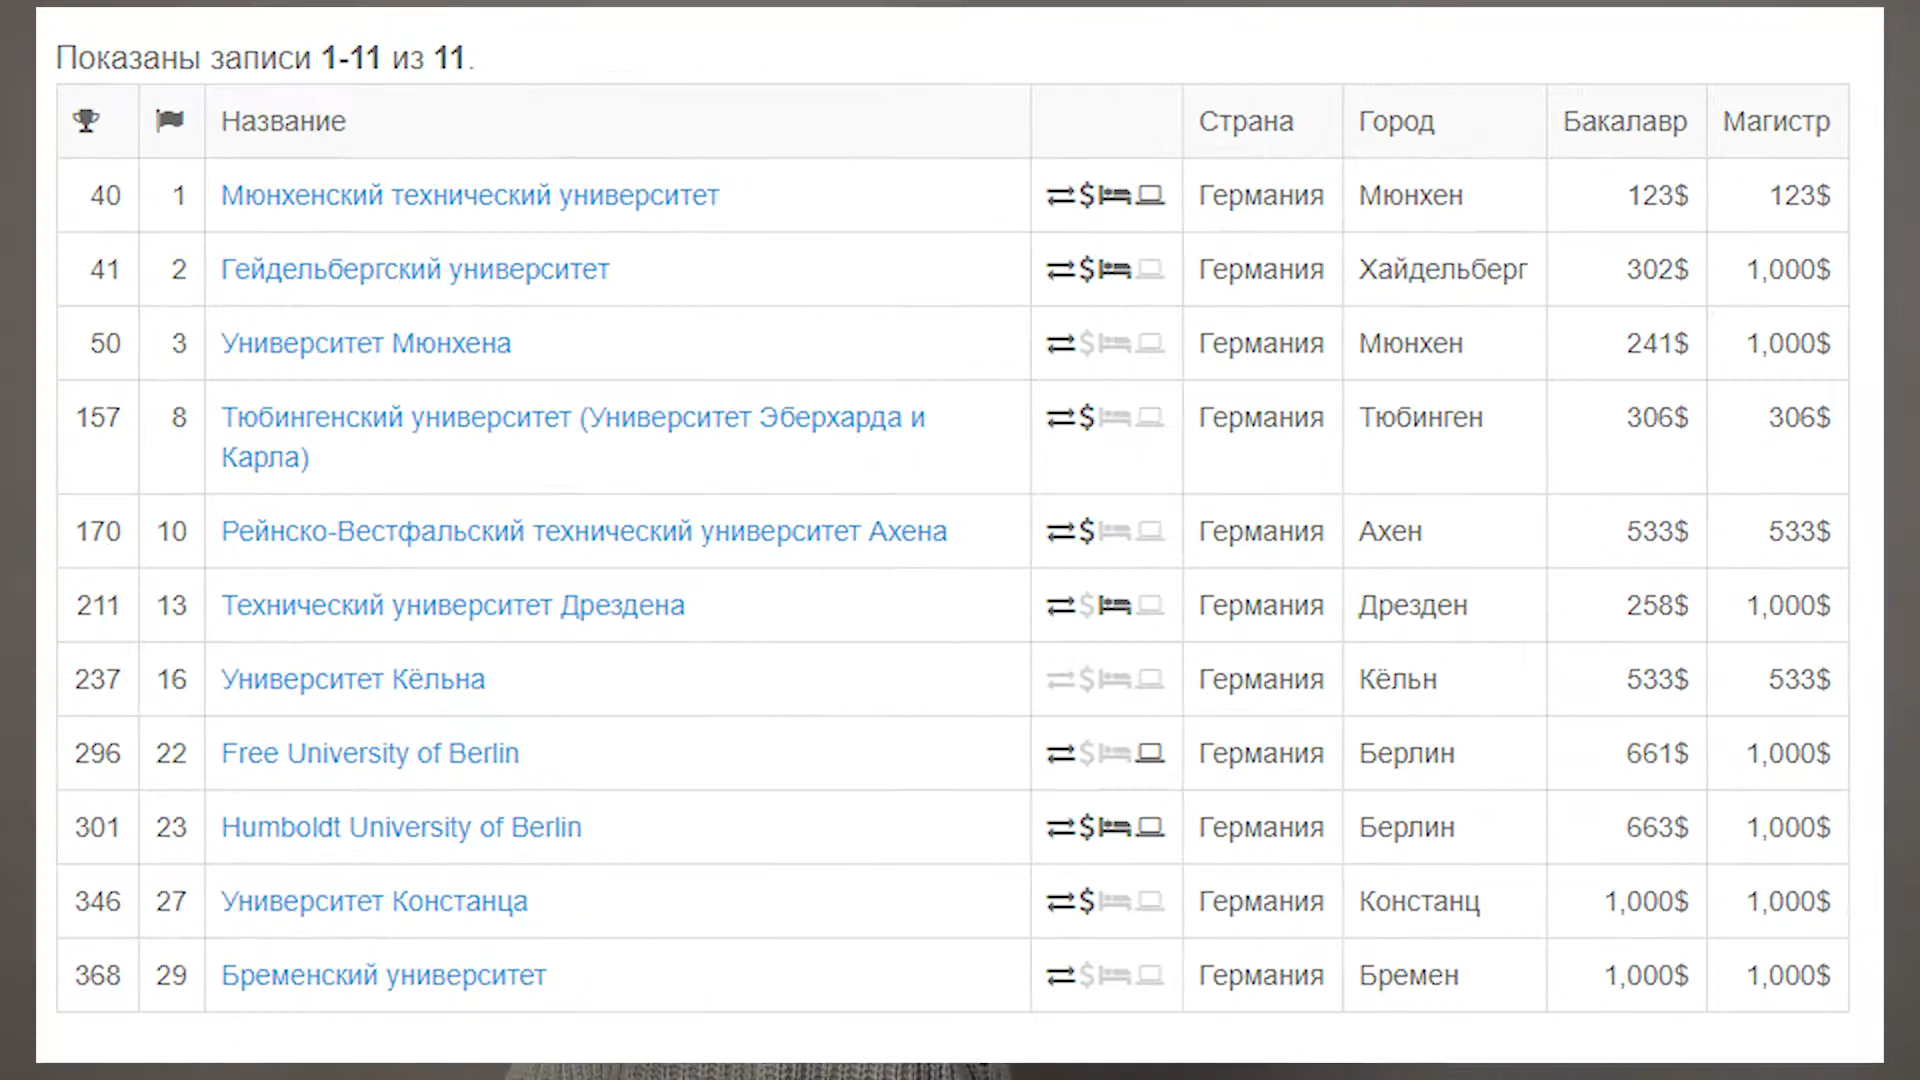 Показаны записи 1-11 из 11.
Название Страна Город Бакалавр Магистр
40 1 Мюнхенский технический университет $ Германия Мюнхен 123$ 123$
41 2 Гейдельбергский университет $ Германия Хайдельберг 302$ 1,000$
50 3 Университет Мюнхена $ Германия Мюнхен 241$ 1,000$
157 8 Тюбингенский университет (Университет Эберхарда и $ Германия Тюбинген 306$ 306$
Карла)
170 10 Рейнско-Вестфальский технический университет Ахена $ Германия Ахен 533$ 533$
211 13 Технический университет Дрездена $ Германия Дрезден 258$ 1,000$
237 16 Университет Кёльна $ Германия Кёльн 533$ 533$
296 22 Free University of Berlin $ Германия Берлин 661$ 1,000$
301 23 Humboldt University of Berlin $ Германия Берлин 663$ 1,000$
346 27 Университет Констанца $ Германия Констанц 1,000$ 1,000$
368 29 Бременский университет $ Германия Бремен 1,000$ 1,000$